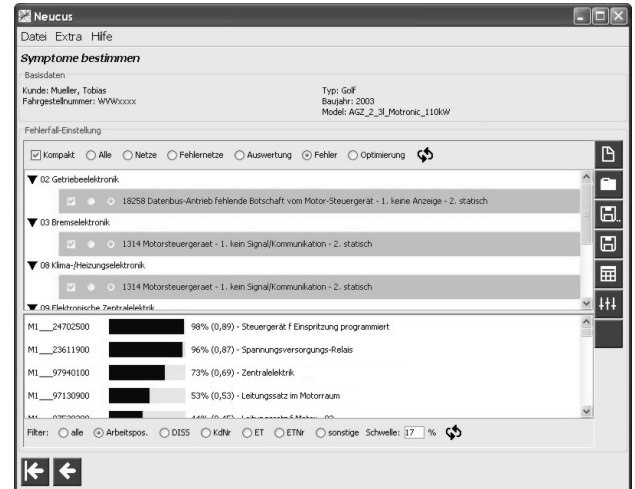 Neucus
Datei Extra Hilfe
Symptome bestimmen
Basisdaten
Kunde: Mueller, Tobias
Typ: Golf
Fahrgestellnummer: WVWxxxx
Baujahr: 2003
Model: AGZ_2_3l_Motronic_110kW
Fehlerfall-Einstellung
Kompakt Alle Netze Fehlernetze Auswertung Fehler Optimierung
02 Getriebeelektronik
18258 Datenbus-Antrieb fehlende Botschaft vom Motor-Steuergerät - 1. keine Anzeige - 2. statisch
03 Bremselektronik
1314 Motorsteuergeraet - 1. kein Signal/Kommunikation - 2. statisch
08 Klima-/Heizungselektronik
1314 Motorsteuergeraet - 1. kein Signal/Kommunikation - 2. statisch
09 Elektronische Zentralelektrik
M1___24702500 98% (0,89) - Steuergerät f Einspritzung programmiert
M1___23611900 96% (0,87) - Spannungsversorgungs-Relais
M1___97940100 73% (0,69) - Zentralelektrik
M1___97130900 53% (0,53) - Leitungssatz im Motorraum
Filter: alle Arbeitspos. DISS KdNr ET ETNr sonstige Schwelle: 17 %